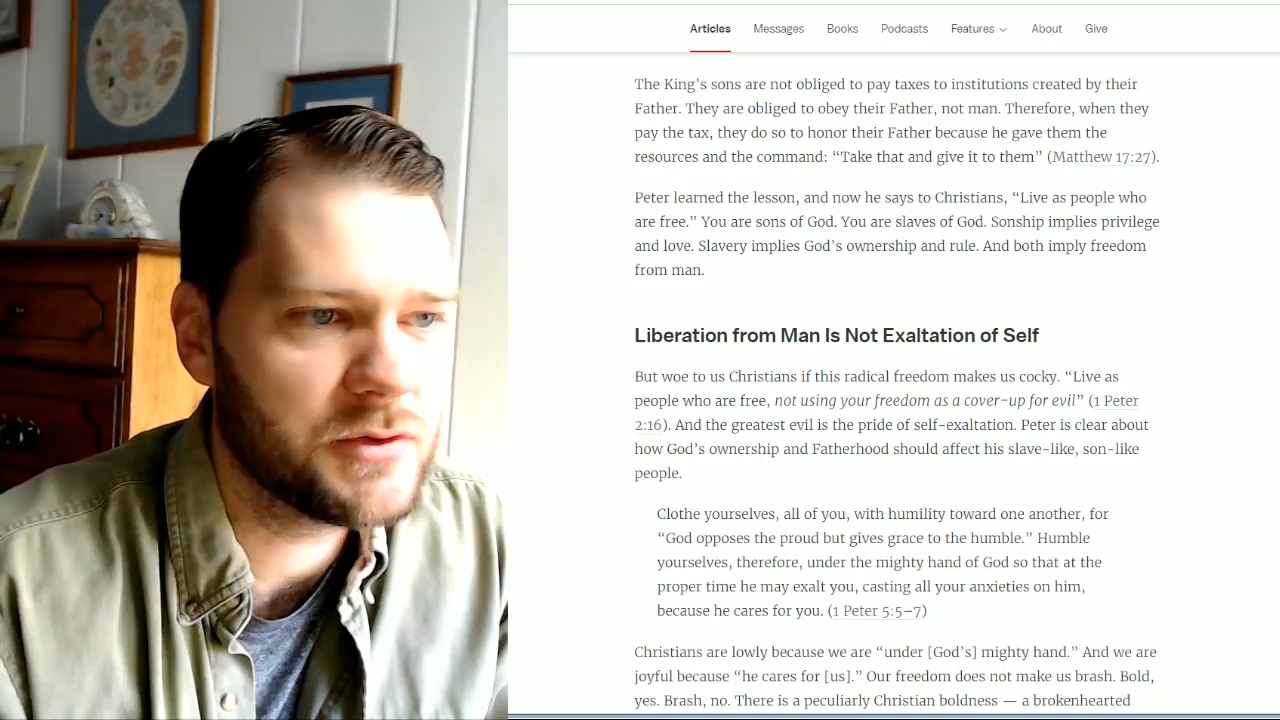 Articles Messages Books Podcasts Features About Give
The King’s sons are not obliged to pay taxes to institutions created by their
Father. They are obliged to obey their Father, not man. Therefore, when they
pay the tax, they do so to honor their Father because he gave them the
resources and the command: “Take that and give it to them” (Matthew 17:27).
Peter learned the lesson, and now he says to Christians, “Live as people who
are free.” You are sons of God. You are slaves of God. Sonship implies privilege
and love. Slavery implies God’s ownership and rule. And both imply freedom
from man.
Liberation from Man Is Not Exaltation of Self
But woe to us Christians if this radical freedom makes us cocky. “Live as
people who are free, not using your freedom as a cover-up for evil” (1 Peter
2:16). And the greatest evil is the pride of self-exaltation. Peter is clear about
how God’s ownership and Fatherhood should affect his slave-like, son-like
people.
Clothe yourselves, all of you, with humility toward one another, for
“God opposes the proud but gives grace to the humble.” Humble
yourselves, therefore, under the mighty hand of God so that at the
proper time he may exalt you, casting all your anxieties on him,
because he cares for you. (1 Peter 5:5–7)
Christians are lowly because we are “under [God’s] mighty hand.” And we are
joyful because “he cares for [us].” Our freedom does not make us brash. Bold,
yes. Brash, no. There is a peculiarly Christian boldness — a brokenhearted